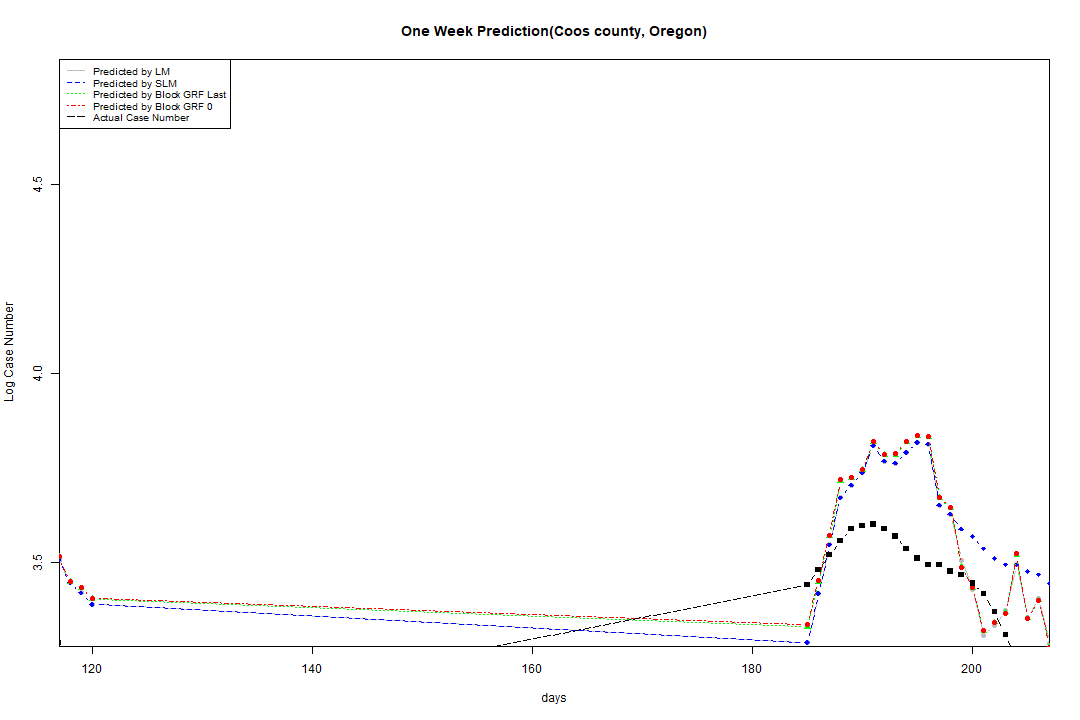 One Week Prediction(Coos county, Oregon)
Predicted by LM
Predicted by SLM
Predicted by Block GRF Last
Predicted by Block GRF 0
Actual Case Number
4.5
4.0
3.5
Log Case Number
120 140 160 180 200
days